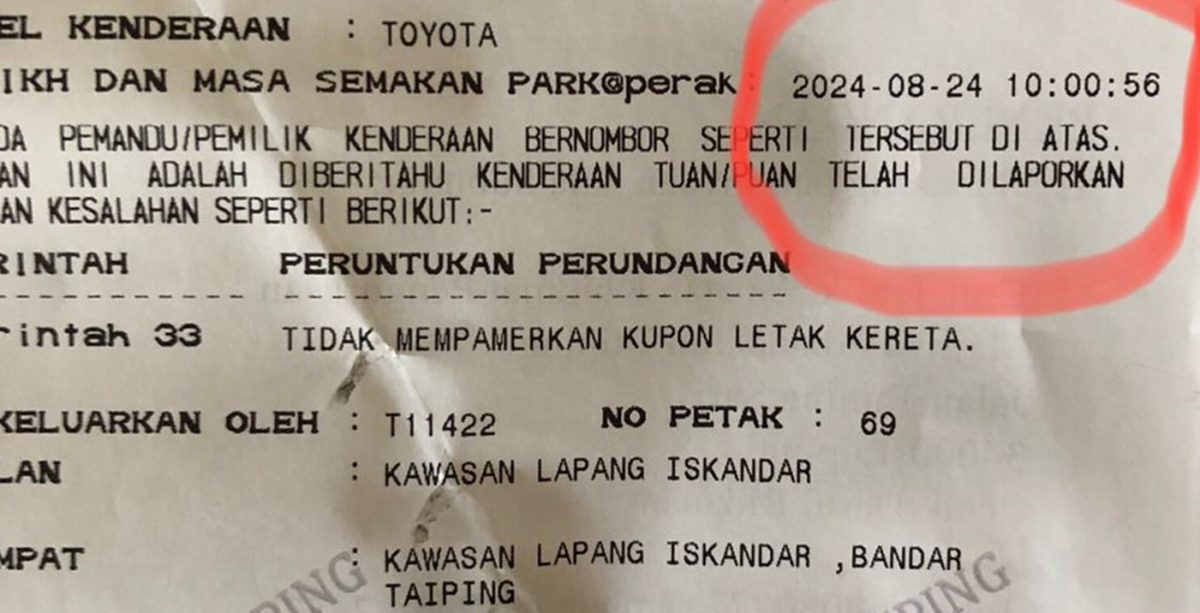 EL KENDERAAN : TOYOTA
IKH DAN MASA SEMAKAN PARK@perak : 2024-08-24 10:00:56
DA PEMANDU/PEMILIK KENDERAAN BERNOMBOR SEPERTI TERSEBUT DI ATAS.
AN INI ADALAH DIBERITAHU KENDERAAN TUAN/PUAN TELAH DILAPORKAN
AN KESALAHAN SEPERTI BERIKUT:-
RINTAH PERUNTUKAN PERUNDANGAN
rintah 33 TIDAK MEMPAMERKAN KUPON LETAK KERETA.
KELUARKAN OLEH : T11422 NO PETAK : 69
LAN : KAWASAN LAPANG ISKANDAR
MPAT : KAWASAN LAPANG ISKANDAR ,BANDAR
TAIPING
PING
PING